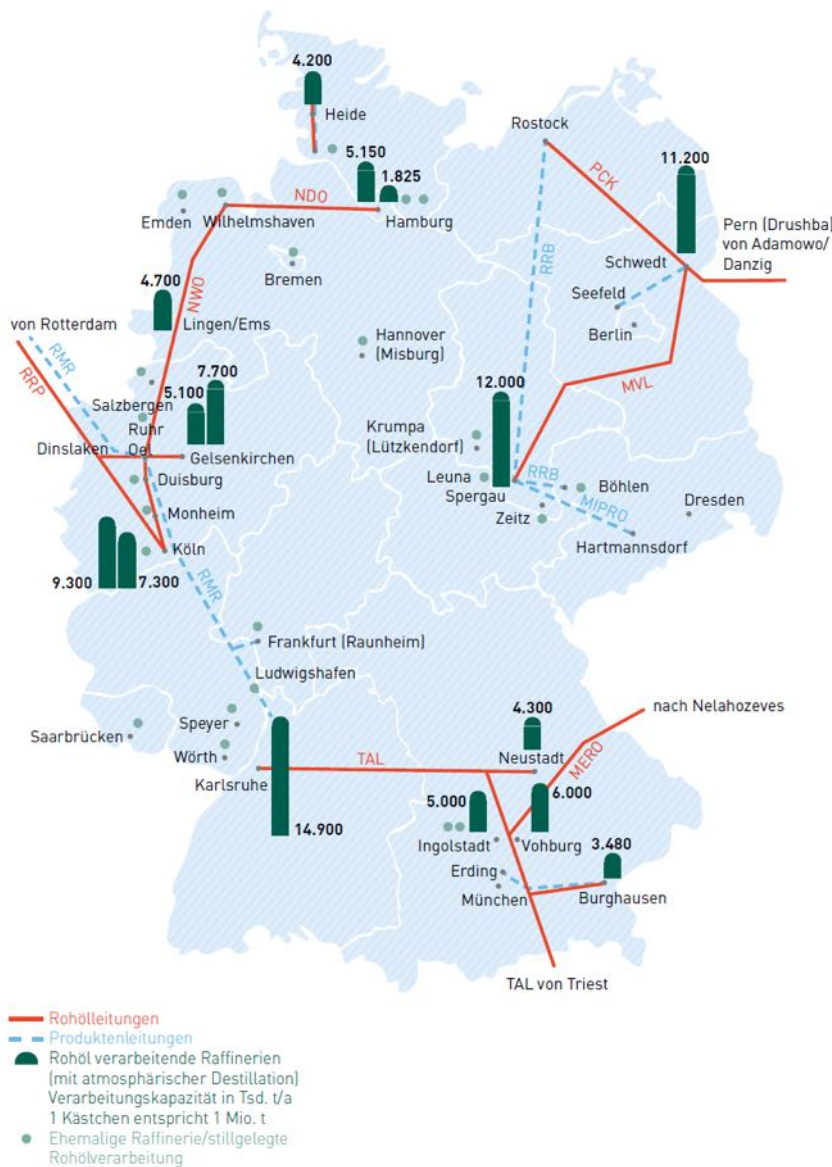 4.200
Heide
Rostock
5.150
11.200
1.825
PCK
NDO
Emden
Wilhelmshaven
Hamburg
Pern (Drushba)
von Adamowo/
Danzig
RRB
Schwedt
Bremen
NWO
4.700
Seefeld
Lingen/Ems
von Rotterdam
Berlin
Hannover
(Misburg)
RMR
7.700
RRP
MVL
5.100
12.000
Salzbergen
Krumpa
(Lützkendorf)
Ruhr
Oel
Dinslaken
Gelsenkirchen
Leuna
Spergau
RRB
Böhlen
Duisburg
MIPRO
Dresden
Zeitz
Monheim
Hartmannsdorf
Köln
9.300
7.300
RMR
Frankfurt (Raunheim)
Ludwigshafen
nach Nelahozeves
4.300
Speyer
Saarbrücken
Wörth
TAL
Neustadt
MERO
Karlsruhe
5.000
6.000
14.900
3.480
Ingolstadt
Vohburg
Erding
München
Burghausen
TAL von Triest
Rohölleitungen
Produktenleitungen
Rohöl verarbeitende Raffinerien
(mit atmosphärischer Destillation)
Verarbeitungskapazität in Tsd. t/a
1 Kästchen entspricht 1 Mio. t
Ehemalige Raffinerie/stillgelegte
Rohölverarbeitung